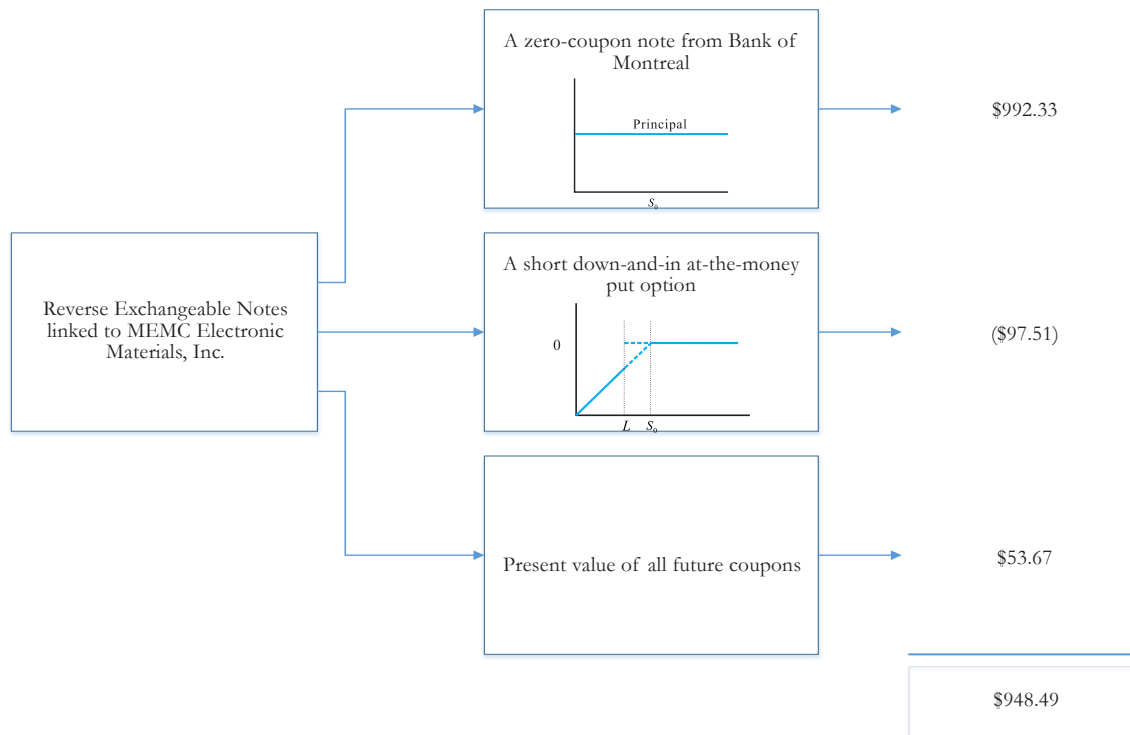 A zero-coupon note from Bank of
Montreal
Principal
S₀
$992.33
Reverse Exchangeable Notes
linked to MEMC Electronic
Materials, Inc.
A short down-and-in at-the-money
put option
0
L S₀
($97.51)
Present value of all future coupons
$53.67
$948.49